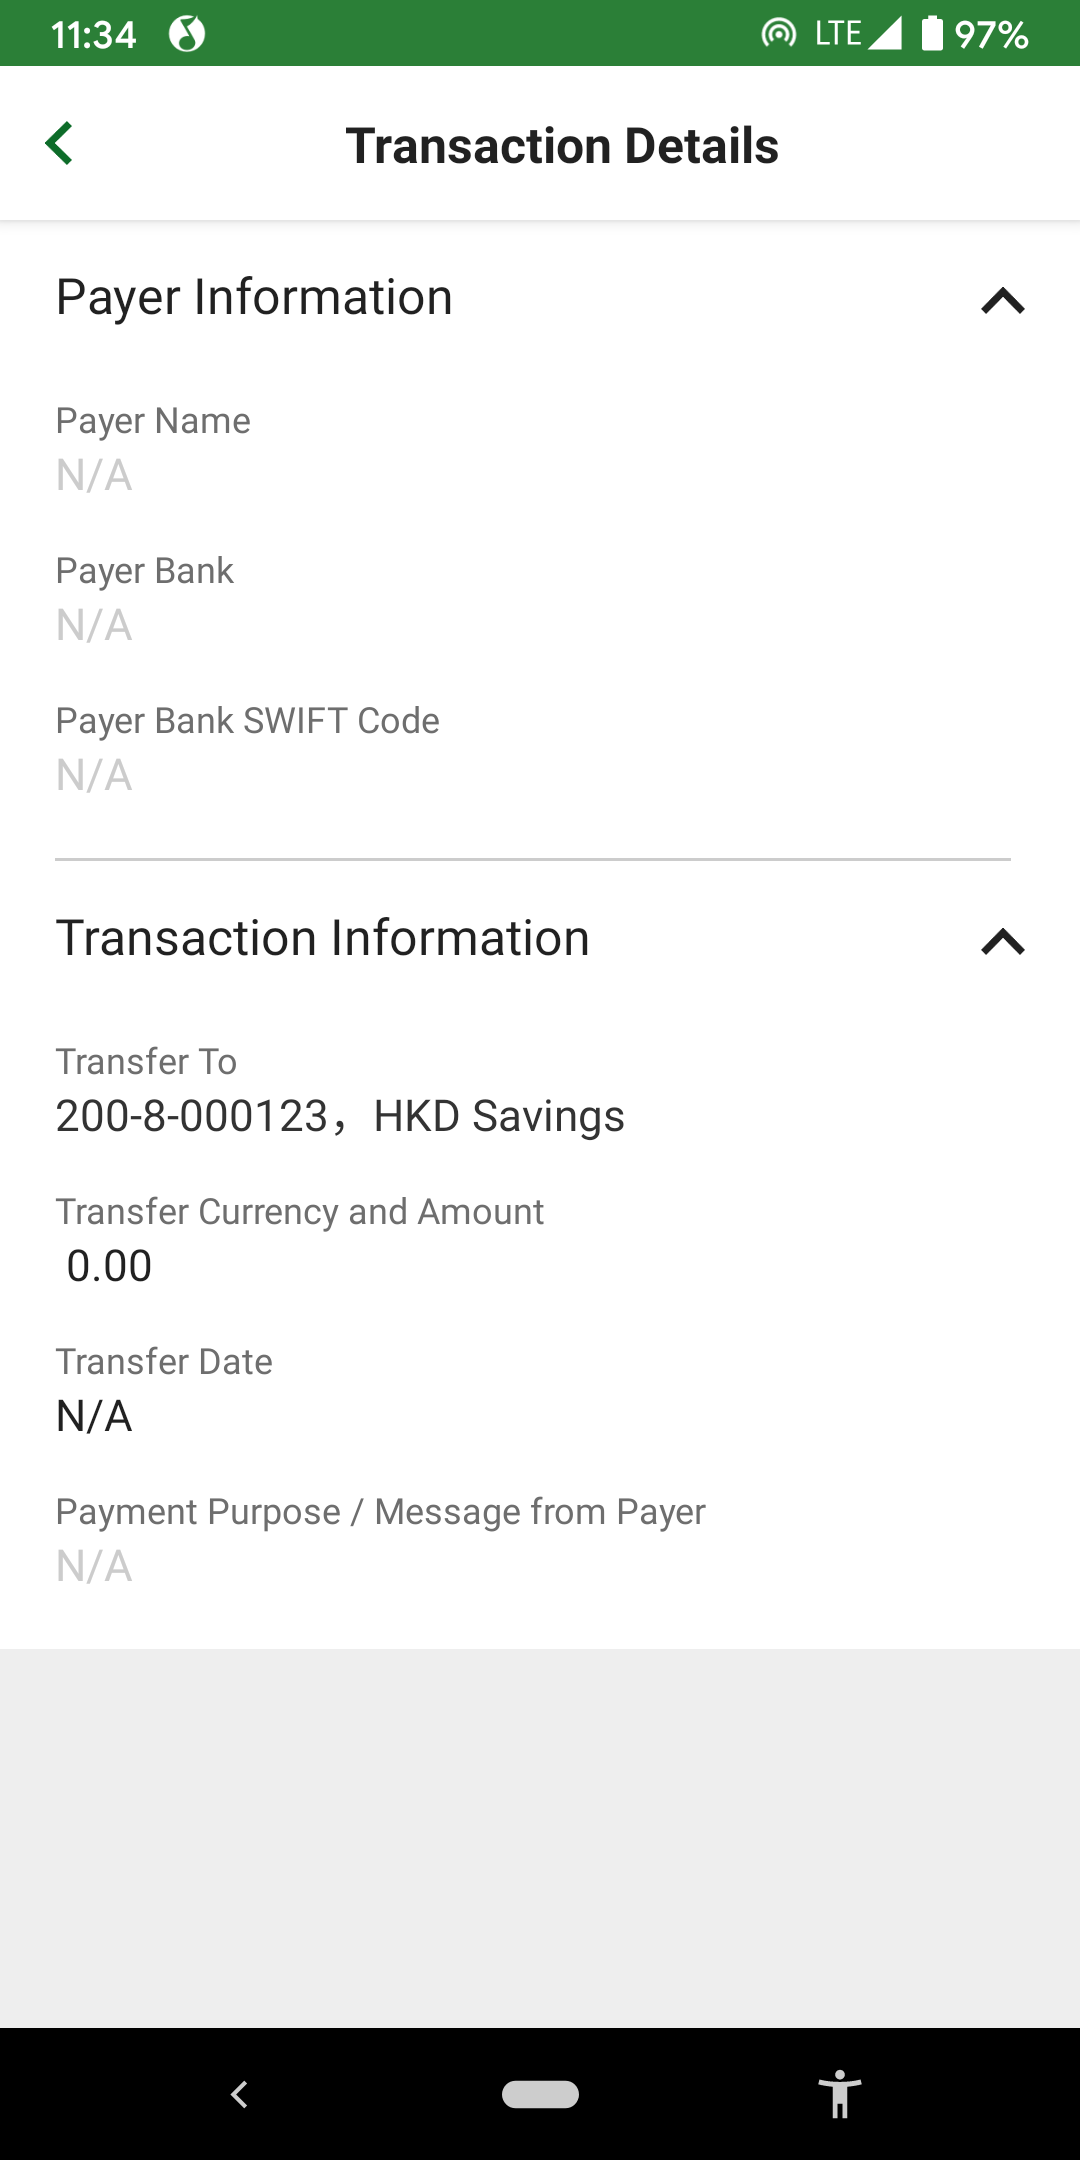 11:34 LTE 97%
Transaction Details
Payer Information
Payer Name
N/A
Payer Bank
N/A
Payer Bank SWIFT Code
N/A
Transaction Information
Transfer To
200-8-000123，HKD Savings
Transfer Currency and Amount
0.00
Transfer Date
N/A
Payment Purpose / Message from Payer
N/A